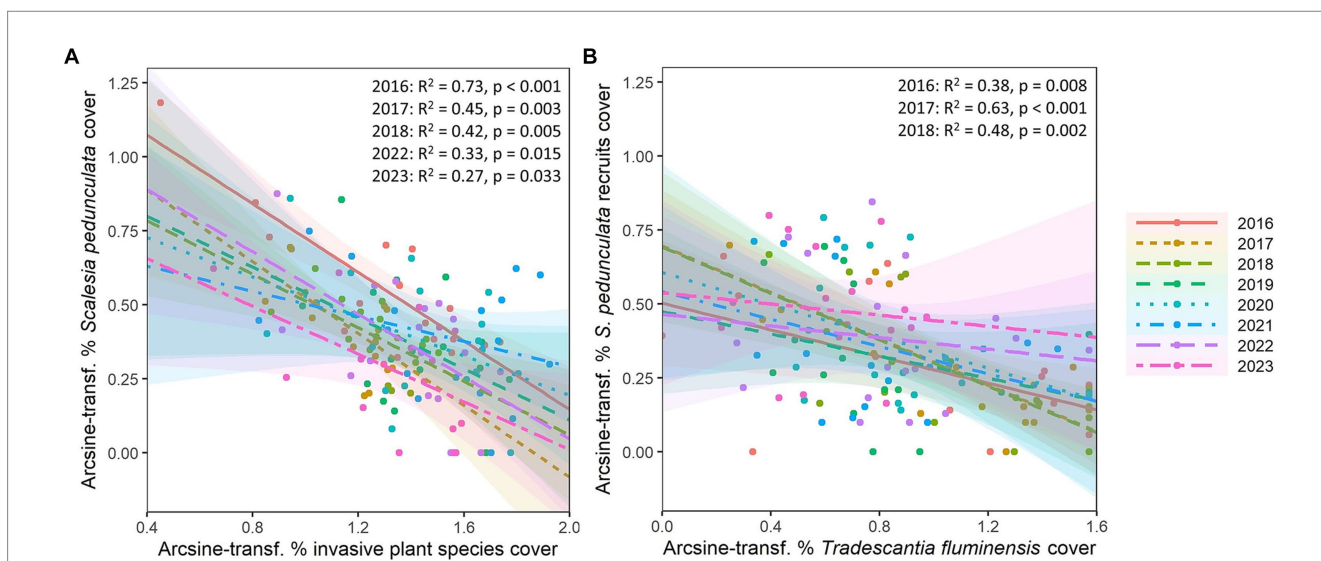 A
B
2016: R² = 0.73, p < 0.001
2017: R² = 0.45, p = 0.003
2018: R² = 0.42, p = 0.005
2022: R² = 0.33, p = 0.015
2023: R² = 0.27, p = 0.033
Arcsine-transf. % Scalesia pedunculata cover
1.25
1.00
0.75
0.50
0.25
0.00
0.4
0.8
1.2
1.6
2.0
Arcsine-transf. % invasive plant species cover
2016: R² = 0.38, p = 0.008
2017: R² = 0.63, p < 0.001
2018: R² = 0.48, p = 0.002
Arcsine-transf. % S. pedunculata recruits cover
1.25
1.00
0.75
0.50
0.25
0.00
0.0
0.4
0.8
1.2
1.6
Arcsine-transf. % Tradescantia fluminensis cover
2016
2017
2018
2019
2020
2021
2022
2023